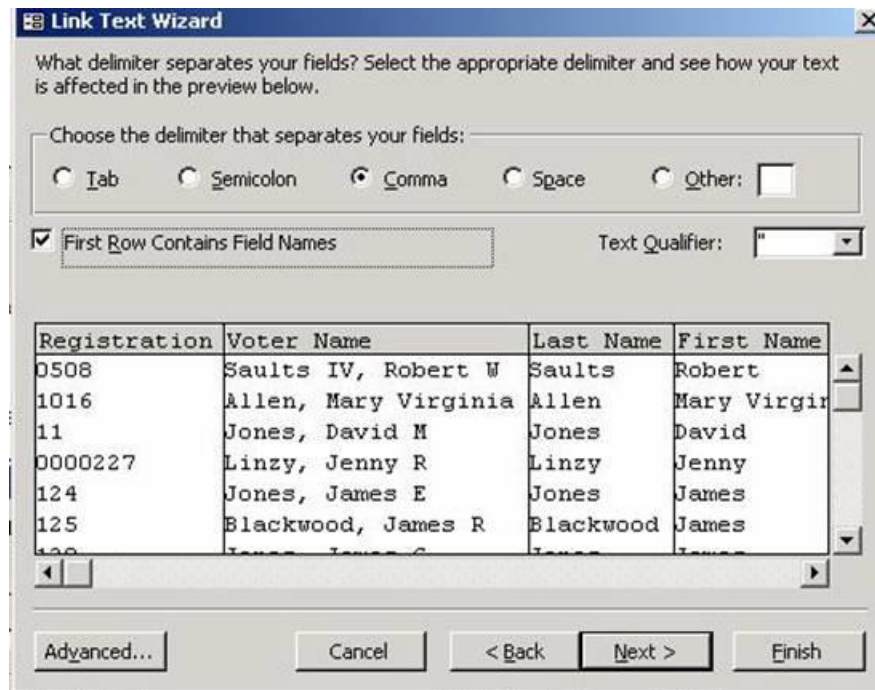 Link Text Wizard
What delimiter separates your fields? Select the appropriate delimiter and see how your text
is affected in the preview below.
Choose the delimiter that separates your fields:
Tab Semicolon Comma Space Other:
First Row Contains Field Names Text Qualifier: "
Registration Voter Name Last Name First Name
0508 Saults IV, Robert W Saults Robert
1016 Allen, Mary Virginia Allen Mary Virgin
11 Jones, David M Jones David
0000227 Linzy, Jenny R Linzy Jenny
124 Jones, James E Jones James
125 Blackwood, James R Blackwood James
Advanced... Cancel < Back Next > Finish